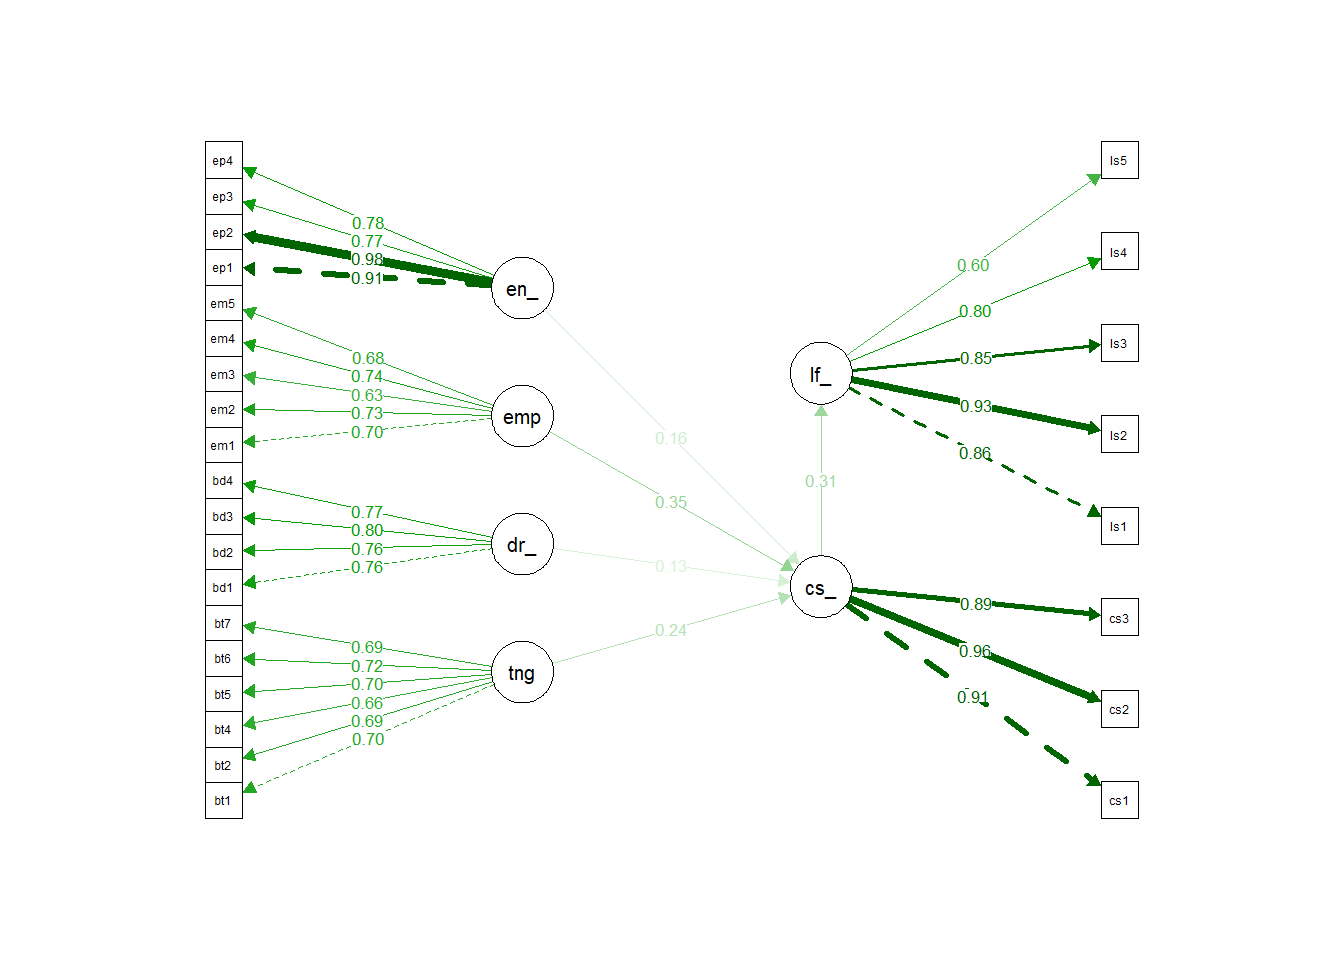 ep4
ep3
ep2
ep1
em5
em4
em3
em2
em1
bd4
bd3
bd2
bd1
bt7
bt6
bt5
bt4
bt2
bt1
0.78
0.77
0.98
0.91
0.68
0.74
0.63
0.73
0.70
0.77
0.80
0.76
0.76
0.69
0.72
0.70
0.66
0.69
0.70
en_
emp
dr_
tng
0.16
0.35
0.13
0.24
lf_
0.31
cs_
0.60
0.80
0.85
0.93
0.86
0.89
0.96
0.91
ls5
ls4
ls3
ls2
ls1
cs3
cs2
cs1